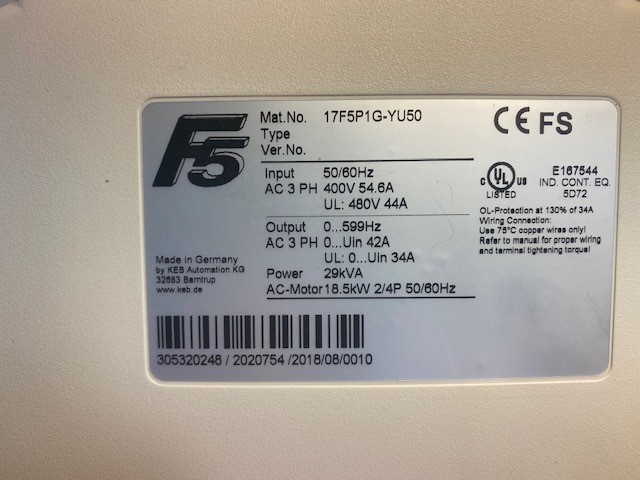 F5
Mat.No. 17F5P1G-YU50
Type
Ver.No.
Input 50/60Hz
AC 3 PH 400V 54.6A
UL: 480V 44A
Output 0...599Hz
AC 3 PH 0...Uin 42A
UL: 0...Uin 34A
Power 29kVA
AC-Motor 18.5kW 2/4P 50/60Hz
Made in Germany
by KEB Automation KG
32683 Barntrup
www.keb.de
CE FS
C UL US
LISTED
E167544
IND. CONT. EQ.
5D72
OL-Protection at 130% of 34A
Wiring Connection:
Use 75°C copper wires only!
Refer to manual for proper wiring
and terminal tightening torque!
305320248 / 2020754 /2018/08/0010